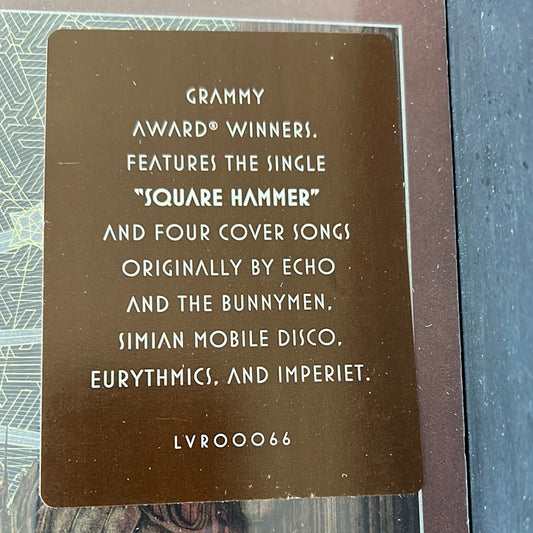 GRAMMY
AWARD® WINNERS.
FEATURES THE SINGLE
"SQUARE HAMMER"
AND FOUR COVER SONGS
ORIGINALLY BY ECHO
AND THE BUNNYMEN,
SIMIAN MOBILE DISCO,
EURYTHMICS, AND IMPERIET.
LVR00066